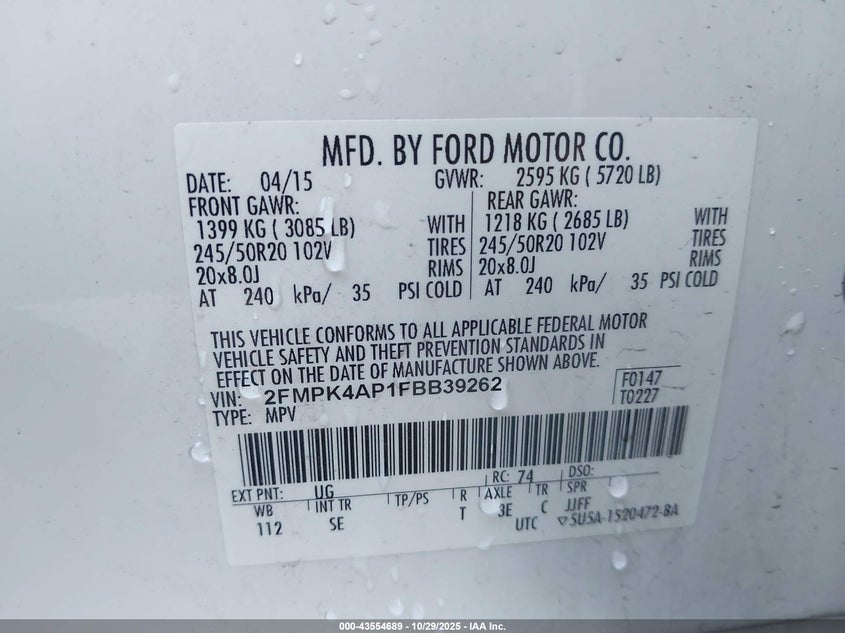 MFD. BY FORD MOTOR CO.
DATE: 04/15 GVWR: 2595 KG ( 5720 LB)
FRONT GAWR: REAR GAWR:
1399 KG ( 3085 LB) WITH 1218 KG ( 2685 LB) WITH
245/50R20 102V TIRES 245/50R20 102V TIRES
20x8.0J RIMS 20x8.0J RIMS
AT 240 kPa/ 35 PSI COLD AT 240 kPa/ 35 PSI COLD
THIS VEHICLE CONFORMS TO ALL APPLICABLE FEDERAL MOTOR
VEHICLE SAFETY AND THEFT PREVENTION STANDARDS IN
EFFECT ON THE DATE OF MANUFACTURE SHOWN ABOVE.
VIN: 2FMPK4AP1FBB39262 F0147
TYPE: MPV T0227
RC: 74 DSO:
EXT PNT: UG
WB INT TR TP/PS R AXLE TR SPR
112 SE T 3E C JJFF
UTC ▽5U5A-1520472-BA
000-43554689 - 10/29/2025 - IAA Inc.